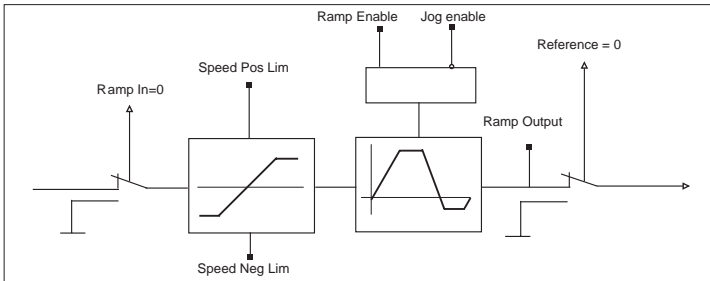 Ramp Enable
Jog enable
Reference = 0
Speed Pos Lim
Ramp In=0
Ramp Output
Speed Neg Lim